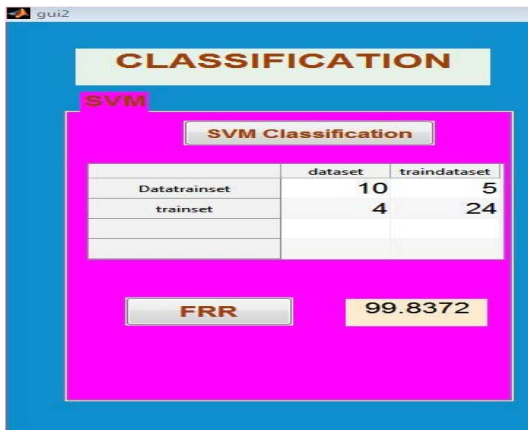 gui2
CLASSIFICATION
SVM
SVM Classification
dataset traindataset
Datatrainset 10 5
trainset 4 24
FRR 99.8372